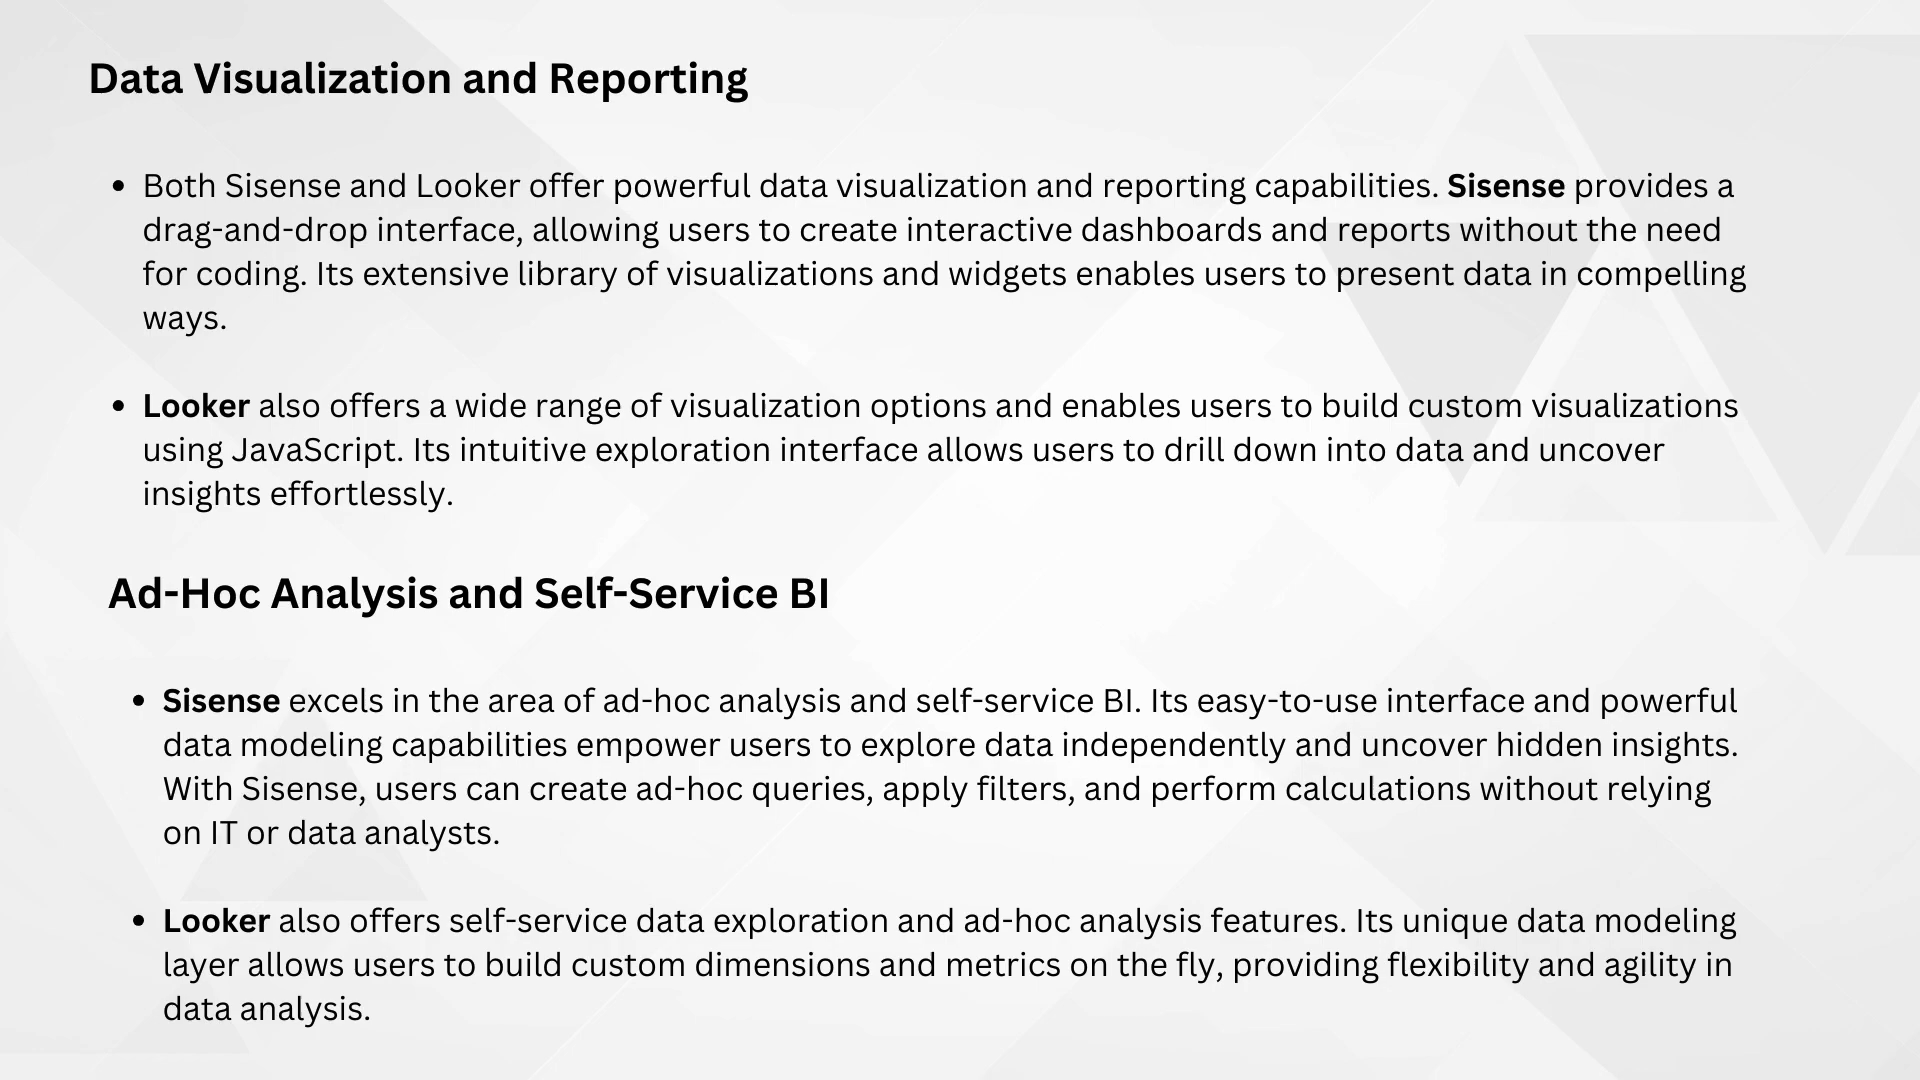 Data Visualization and Reporting
• Both Sisense and Looker offer powerful data visualization and reporting capabilities. Sisense provides a
drag-and-drop interface, allowing users to create interactive dashboards and reports without the need
for coding. Its extensive library of visualizations and widgets enables users to present data in compelling
ways.
• Looker also offers a wide range of visualization options and enables users to build custom visualizations
using JavaScript. Its intuitive exploration interface allows users to drill down into data and uncover
insights effortlessly.
Ad-Hoc Analysis and Self-Service BI
• Sisense excels in the area of ad-hoc analysis and self-service BI. Its easy-to-use interface and powerful
data modeling capabilities empower users to explore data independently and uncover hidden insights.
With Sisense, users can create ad-hoc queries, apply filters, and perform calculations without relying
on IT or data analysts.
• Looker also offers self-service data exploration and ad-hoc analysis features. Its unique data modeling
layer allows users to build custom dimensions and metrics on the fly, providing flexibility and agility in
data analysis.